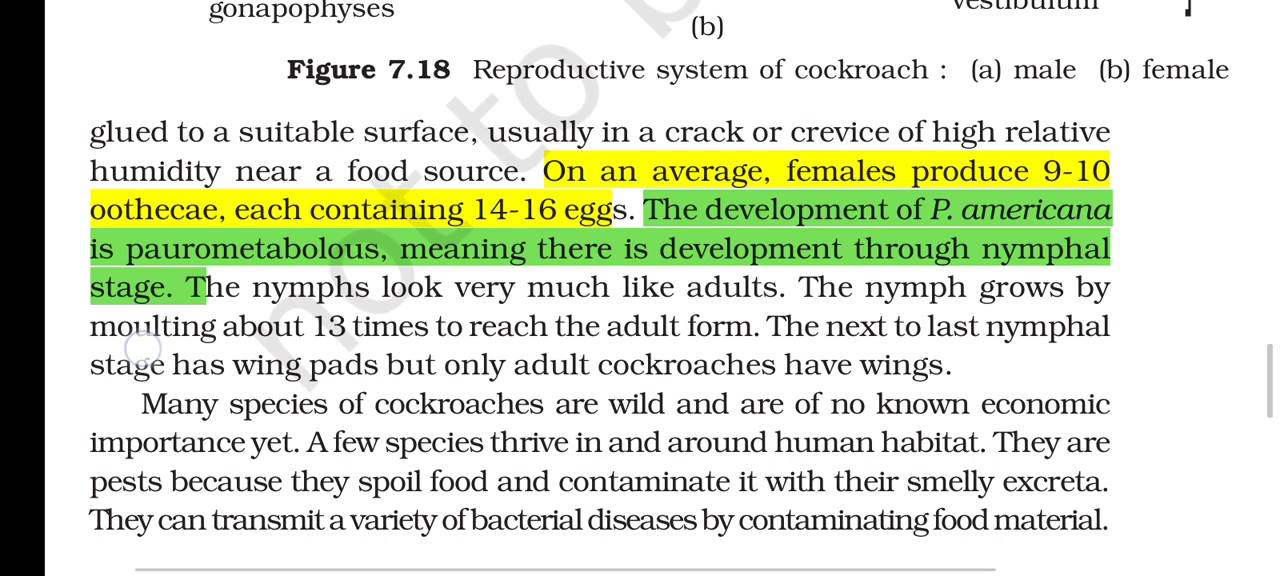 gonapophyses
vestibulum
(b)
Figure 7.18 Reproductive system of cockroach : (a) male (b) female
glued to a suitable surface, usually in a crack or crevice of high relative
humidity near a food source. On an average, females produce 9-10
oothecae, each containing 14-16 eggs. The development of P. americana
is paurometabolous, meaning there is development through nymphal
stage. The nymphs look very much like adults. The nymph grows by
moulting about 13 times to reach the adult form. The next to last nymphal
stage has wing pads but only adult cockroaches have wings.
Many species of cockroaches are wild and are of no known economic
importance yet. A few species thrive in and around human habitat. They are
pests because they spoil food and contaminate it with their smelly excreta.
They can transmit a variety of bacterial diseases by contaminating food material.
not to b